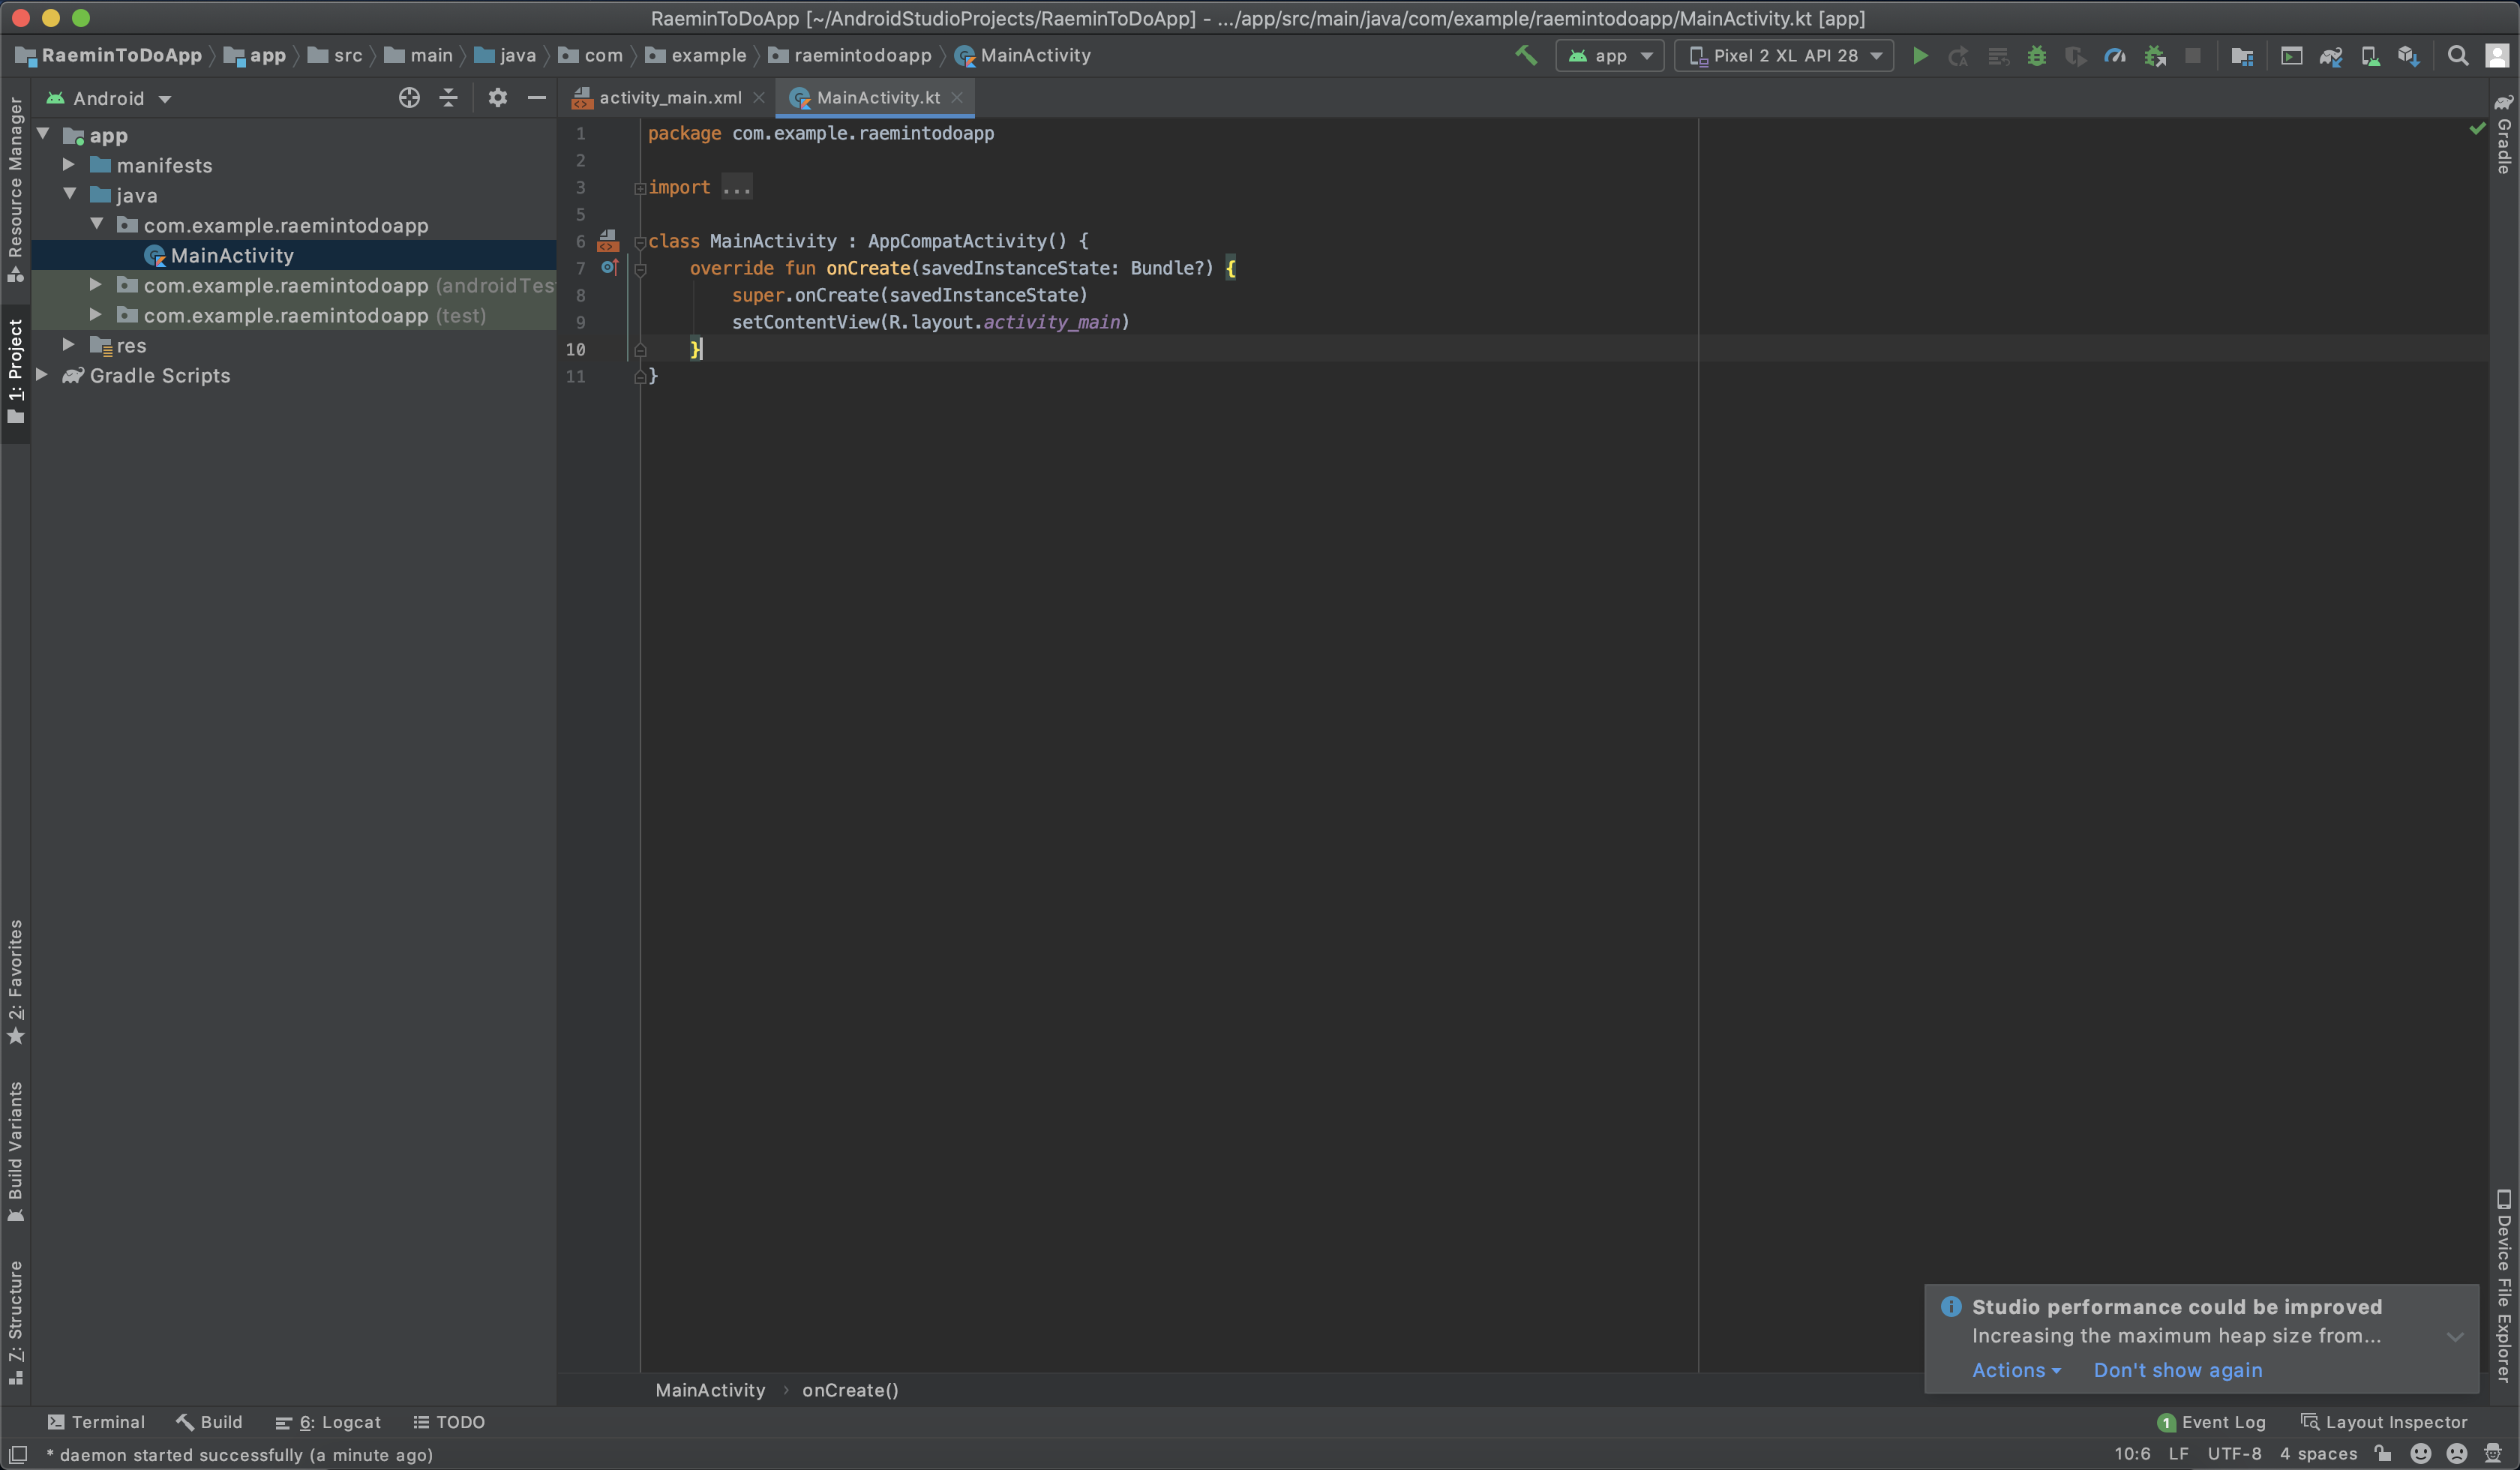 RaeminToDoApp [~/AndroidStudioProjects/RaeminToDoApp] - .../app/src/main/java/com/example/raemintodoapp/MainActivity.kt [app]
RaeminToDoApp app src main java com example raemintodoapp MainActivity
app Pixel 2 XL API 28
Android
activity_main.xml MainActivity.kt
Resource Manager
1: Project
2: Favorites
Build Variants
Z: Structure
app
manifests
java
com.example.raemintodoapp
MainActivity
com.example.raemintodoapp (androidTes
com.example.raemintodoapp (test)
res
Gradle Scripts
1 package com.example.raemintodoapp
2
3 import ...
5
6 class MainActivity : AppCompatActivity() {
7 override fun onCreate(savedInstanceState: Bundle?) {
8 super.onCreate(savedInstanceState)
9 setContentView(R.layout.activity_main)
10 }
11 }
Gradle
Device File Explorer
Studio performance could be improved
Increasing the maximum heap size from...
Actions Don't show again
MainActivity › onCreate()
Terminal Build 6: Logcat TODO 1 Event Log Layout Inspector
* daemon started successfully (a minute ago) 10:6 LF UTF-8 4 spaces